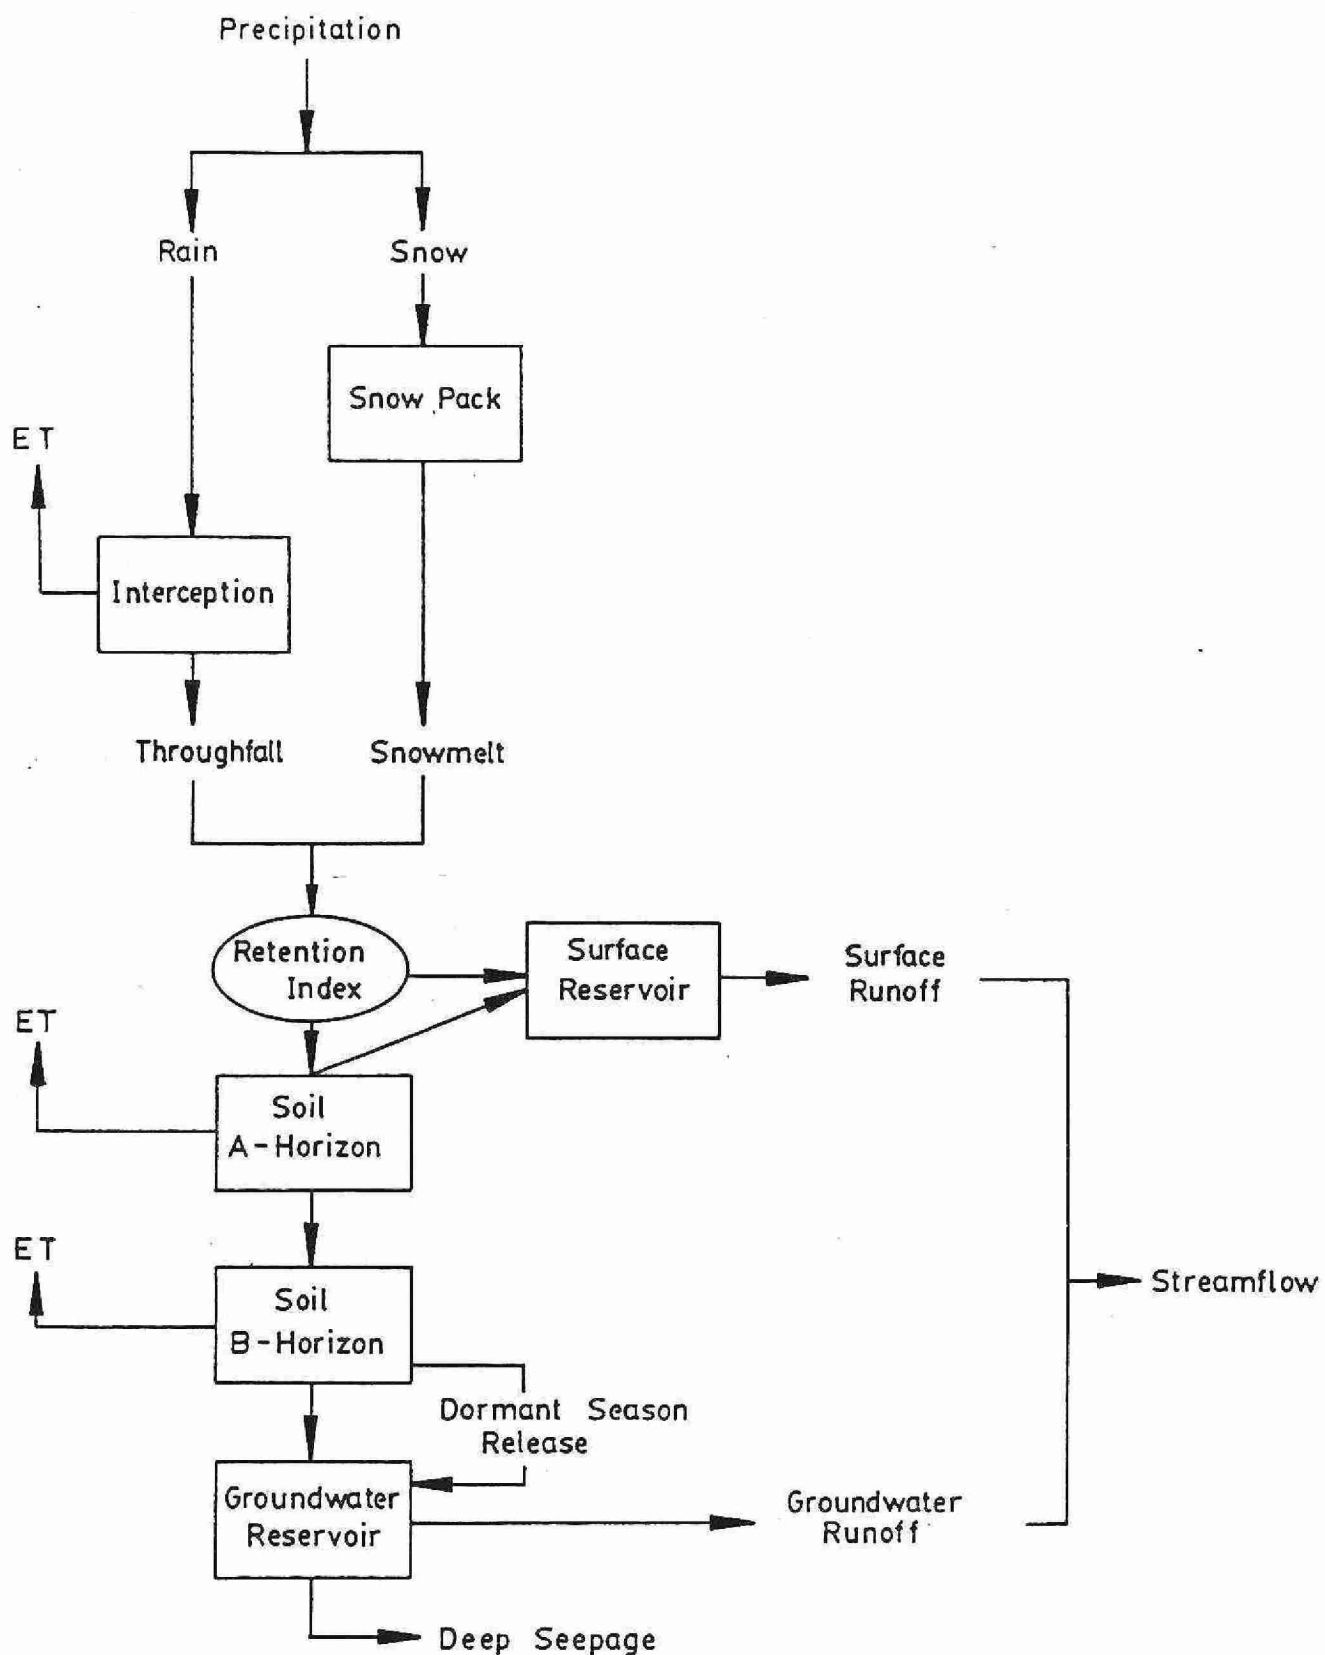 Precipitation
Rain
Snow
Snow Pack
ET
Interception
Throughfall
Snowmelt
Retention
Index
Surface
Reservoir
Surface
Runoff
ET
Soil
A-Horizon
ET
Soil
B-Horizon
Streamflow
Dormant Season
Release
Groundwater
Reservoir
Groundwater
Runoff
Deep Seepage